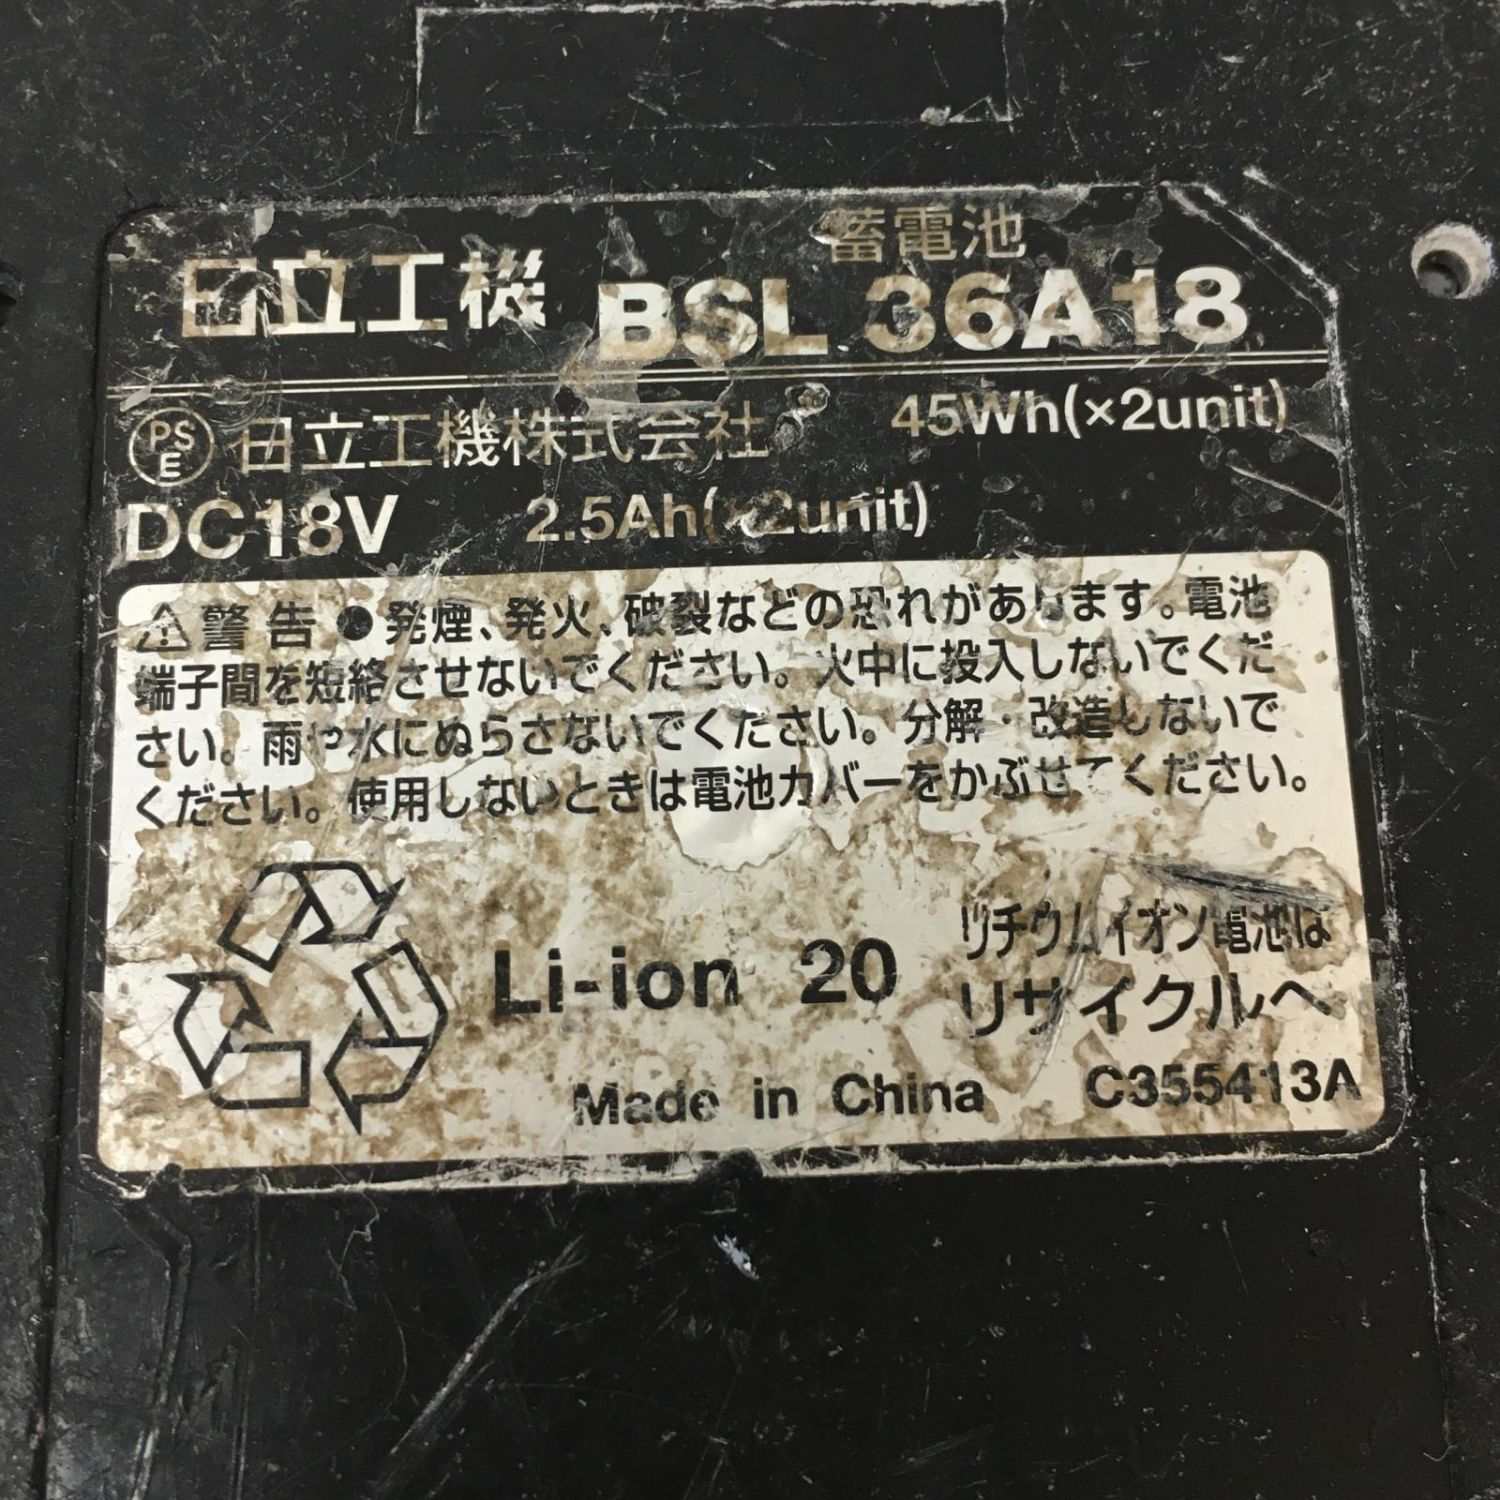 日立工機 蓄電池 BSL 36A18
PSE 日立工機株式会社 45Wh(×2unit)
DC18V 2.5Ah(×2unit)
⚠警告 ●発煙、発火、破裂などの恐れがあります。電池
端子間を短絡させないでください。火中に投入しないでくだ
さい。雨や水にぬらさないでください。分解・改造しないで
ください。使用しないときは電池カバーをかぶせてください。
Li-ion 20
リチウムイオン電池は
リサイクルへ
Made in China C355413A